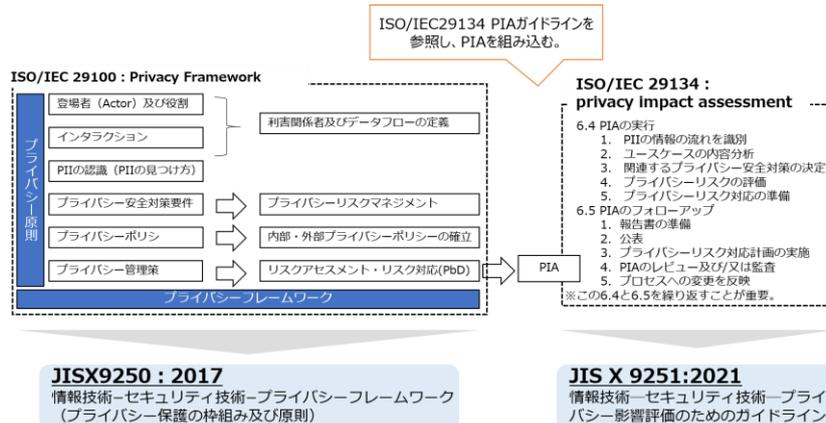 ISO/IEC29134 PIAガイドラインを
参照し、PIAを組み込む。
ISO/IEC 29100：Privacy Framework
プライバシー原則
登場者（Actor）及び役割
インタラクション
PIIの認識（PIIの見つけ方）
プライバシー安全対策要件
プライバシーポリシ
プライバシー管理策
利害関係者及びデータフローの定義
プライバシーリスクマネジメント
内部・外部プライバシーポリシーの確立
リスクアセスメント・リスク対応(PbD)
プライバシーフレームワーク
PIA
ISO/IEC 29134：
privacy impact assessment
6.4 PIAの実行
1. PIIの情報の流れを識別
2. ユースケースの内容分析
3. 関連するプライバシー安全対策の決定
4. プライバシーリスクの評価
5. プライバシーリスク対応の準備
6.5 PIAのフォローアップ
1. 報告書の準備
2. 公表
3. プライバシーリスク対応計画の実施
4. PIAのレビュー及び/又は監査
5. プロセスへの変更を反映
※この6.4と6.5を繰り返すことが重要。
JISX9250：2017
情報技術−セキュリティ技術−プライバシーフレームワーク
（プライバシー保護の枠組み及び原則）
JIS X 9251:2021
情報技術―セキュリティ技術―プライ
バシー影響評価のためのガイドライン